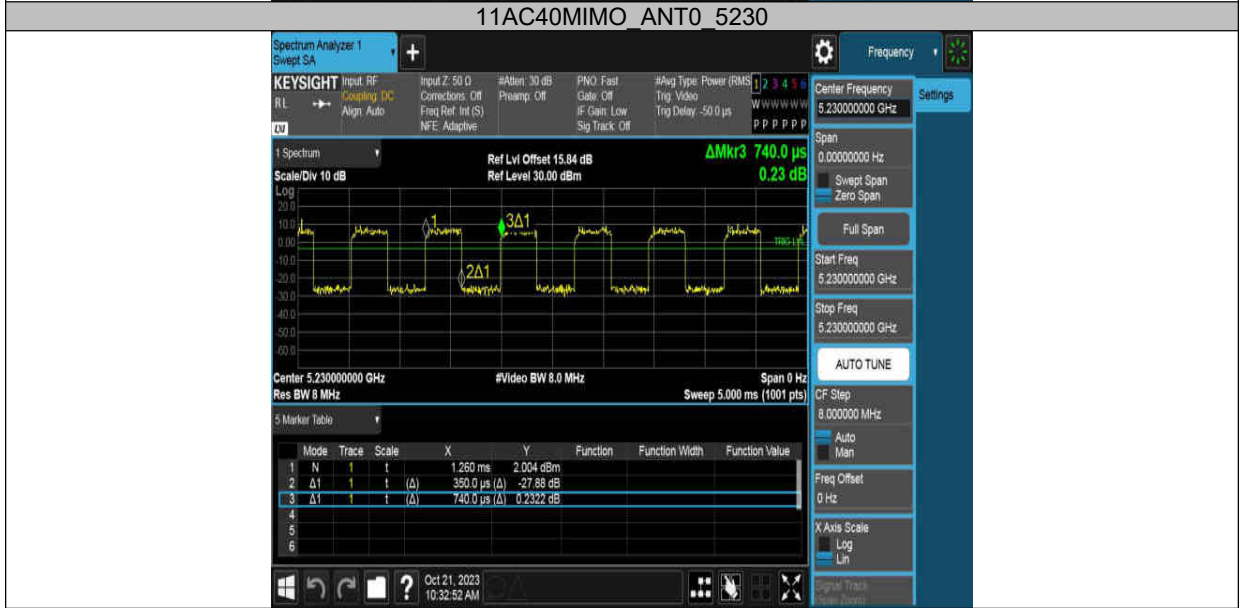 11AC40MIMO_ANT0_5230
Spectrum Analyzer 1
Swept SA
Frequency
KEYSIGHT
RL
Input: RF
Coupling: DC
Align: Auto
Input Z: 50 Ω
Corrections: Off
Freq Ref: Int (S)
NFE: Adaptive
#Atten: 30 dB
Preamp: Off
PNO: Fast
Gate: Off
IF Gain: Low
Sig Track: Off
#Avg Type: Power (RMS
Trig: Video
Trig Delay: -50.0 µs
1 2 3 4 5 6
W W W W W W
P P P P P P
1 Spectrum
Scale/Div 10 dB
Ref Lvl Offset 15.84 dB
Ref Level 30.00 dBm
ΔMkr3 740.0 µs
0.23 dB
Log
20.0
10.0
0.00
-10.0
-20.0
-30.0
-40.0
-50.0
-60.0
1
2Δ1
3Δ1
Center 5.230000000 GHz
Res BW 8 MHz
#Video BW 8.0 MHz
Span 0 Hz
Sweep 5.000 ms (1001 pts)
5 Marker Table
Mode Trace Scale X Y Function Function Width Function Value
1 N 1 t 1.260 ms 2.004 dBm
2 Δ1 1 t (Δ) 350.0 µs (Δ) -27.88 dB
3 Δ1 1 t (Δ) 740.0 µs (Δ) 0.2322 dB
4
5
6
Oct 21, 2023
10:32:52 AM
Center Frequency
5.230000000 GHz
Settings
Span
0.00000000 Hz
Swept Span
Zero Span
Full Span
Start Freq
5.230000000 GHz
Stop Freq
5.230000000 GHz
AUTO TUNE
CF Step
8.000000 MHz
Auto
Man
Freq Offset
0 Hz
X Axis Scale
Log
Lin
Signal Track